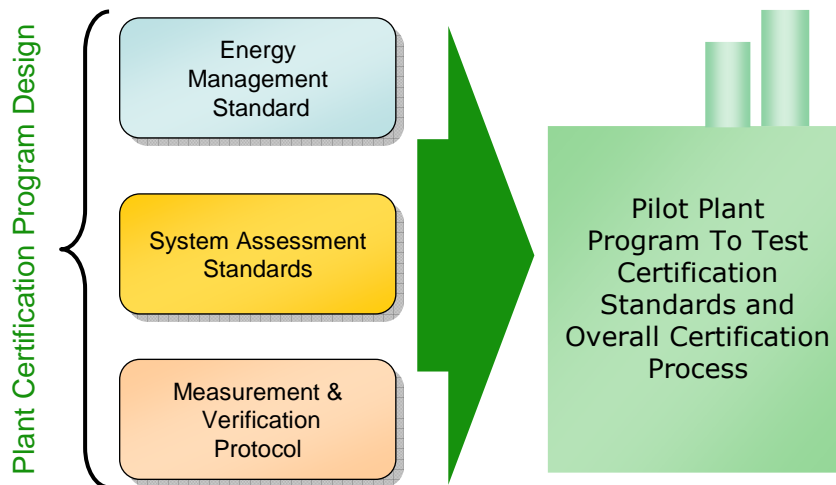 Plant Certification Program Design
Energy
Management
Standard
System Assessment
Standards
Measurement &
Verification
Protocol
Pilot Plant
Program To Test
Certification
Standards and
Overall Certification
Process